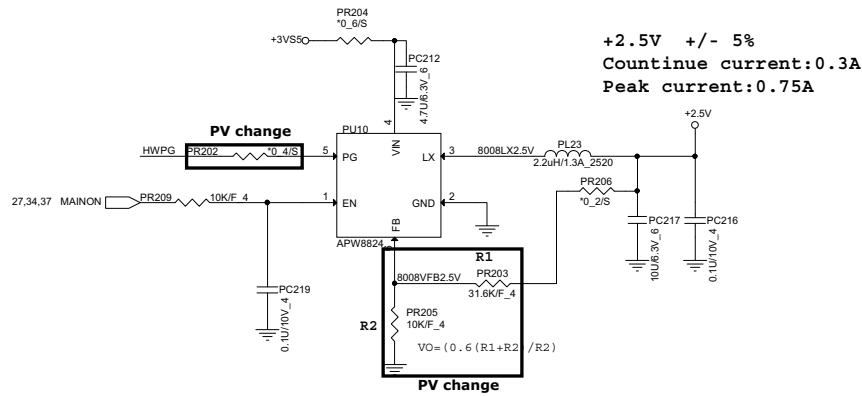 PR204
*0_6/S
+3VS5
PC212
4.7U/6.3V_6
+2.5V +/- 5%
Countinue current:0.3A
Peak current:0.75A
+2.5V
PV change
PU10
4
VIN
HWPG
PR202
*0_4/S
5
PG
LX
3
8008LX2.5V
PL23
2.2uH/1.3A_2520
PR206
*0_2/S
27,34,37 MAINON
PR209
10K/F_4
1
EN
GND
2
FB
PC217
10U/6.3V_6
PC216
0.1U/10V_4
APW8824
R1
PC219
0.1U/10V_4
8008VFB2.5V
PR203
31.6K/F_4
R2
PR205
10K/F_4
VO=(0.6(R1+R2)/R2)
PV change